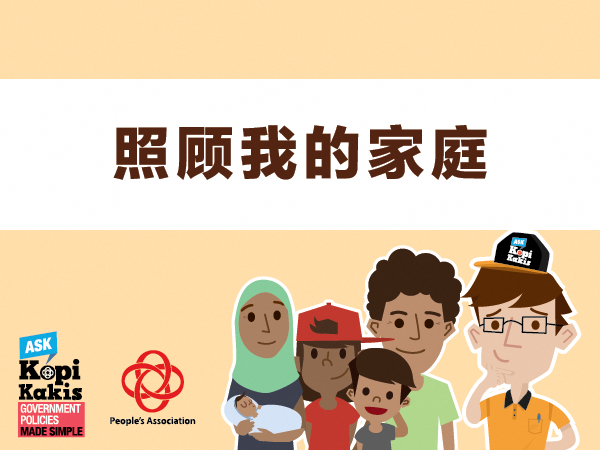 照顾我的家庭
ASK
Kopi
Kakis
ASK
Kopi
Kakis
GOVERNMENT
POLICIES
MADE SIMPLE
People's Association